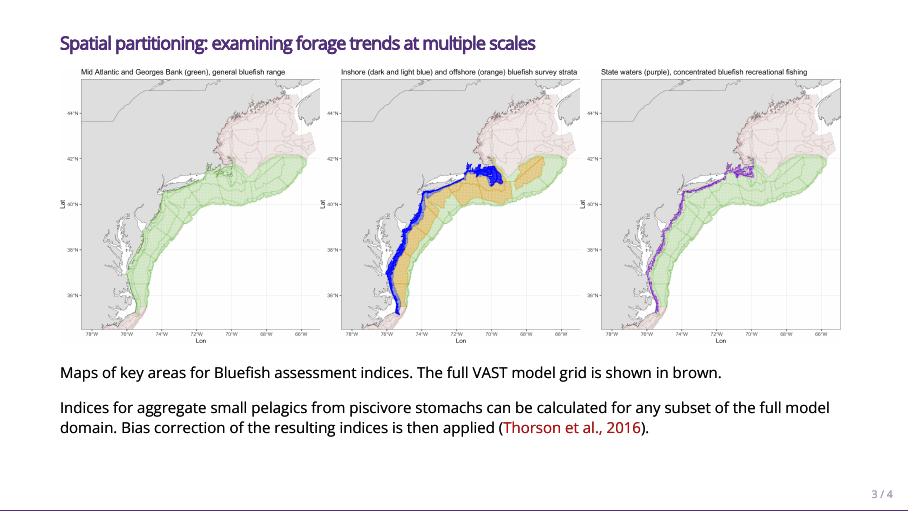 Spatial partitioning: examining forage trends at multiple scales
Mid Atlantic and Georges Bank (green), general bluefish range
Inshore (dark and light blue) and offshore (orange) bluefish survey strata
State waters (purple), concentrated bluefish recreational fishing
44°N
42°N
40°N
38°N
36°N
Lat
78°W 76°W 74°W 72°W 70°W 68°W 66°W
Lon
44°N
42°N
40°N
38°N
36°N
Lat
78°W 76°W 74°W 72°W 70°W 68°W 66°W
Lon
44°N
42°N
40°N
38°N
36°N
Lat
78°W 76°W 74°W 72°W 70°W 68°W 66°W
Lon
Maps of key areas for Bluefish assessment indices. The full VAST model grid is shown in brown.
Indices for aggregate small pelagics from piscivore stomachs can be calculated for any subset of the full model
domain. Bias correction of the resulting indices is then applied (Thorson et al., 2016).
3 / 4